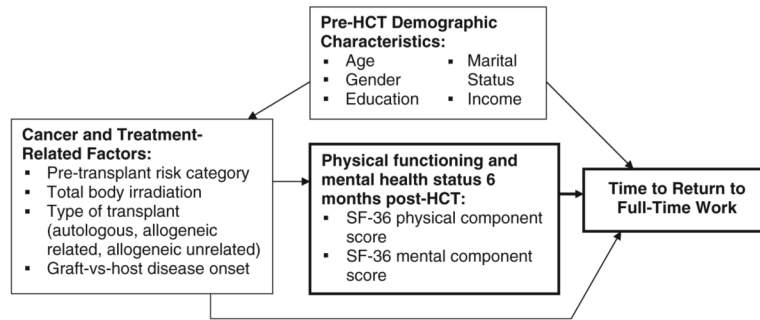 Pre-HCT Demographic
Characteristics:
▪ Age
▪ Gender
▪ Education
▪ Marital
Status
▪ Income
Cancer and Treatment-
Related Factors:
▪ Pre-transplant risk category
▪ Total body irradiation
▪ Type of transplant
(autologous, allogeneic
related, allogeneic unrelated)
▪ Graft-vs-host disease onset
Physical functioning and
mental health status 6
months post-HCT:
▪ SF-36 physical component
score
▪ SF-36 mental component
score
Time to Return to
Full-Time Work